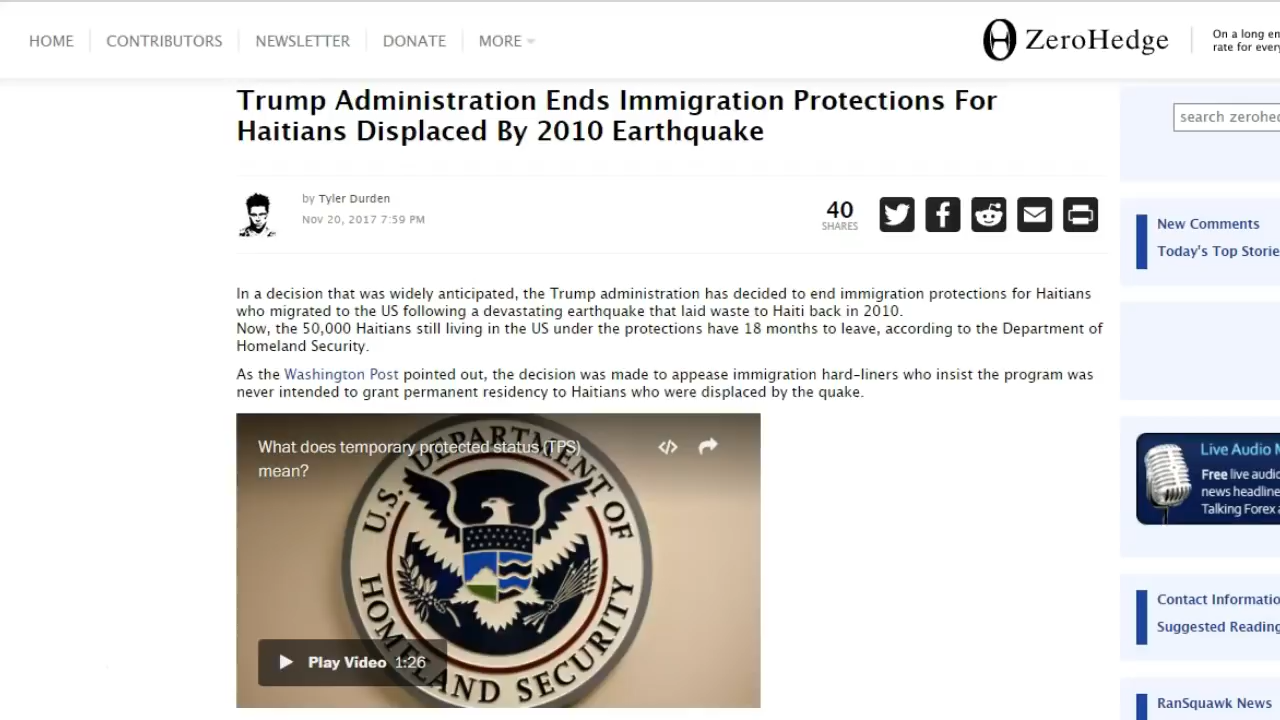 HOME
CONTRIBUTORS
NEWSLETTER
DONATE
MORE
ZeroHedge
On a long en
rate for every
Trump Administration Ends Immigration Protections For
Haitians Displaced By 2010 Earthquake
search zerohed
by Tyler Durden
Nov 20, 2017 7:59 PM
40
SHARES
New Comments
Today's Top Storie
In a decision that was widely anticipated, the Trump administration has decided to end immigration protections for Haitians
who migrated to the US following a devastating earthquake that laid waste to Haiti back in 2010.
Now, the 50,000 Haitians still living in the US under the protections have 18 months to leave, according to the Department of
Homeland Security.
As the Washington Post pointed out, the decision was made to appease immigration hard-liners who insist the program was
never intended to grant permanent residency to Haitians who were displaced by the quake.
What does temporary protected status (TPS)
mean?
U.S. DEPARTMENT OF
HOMELAND SECURITY
Play Video 1:26
Live Audio M
Free live audio
news headline
Talking Forex a
Contact Informatio
Suggested Reading
RanSquawk News